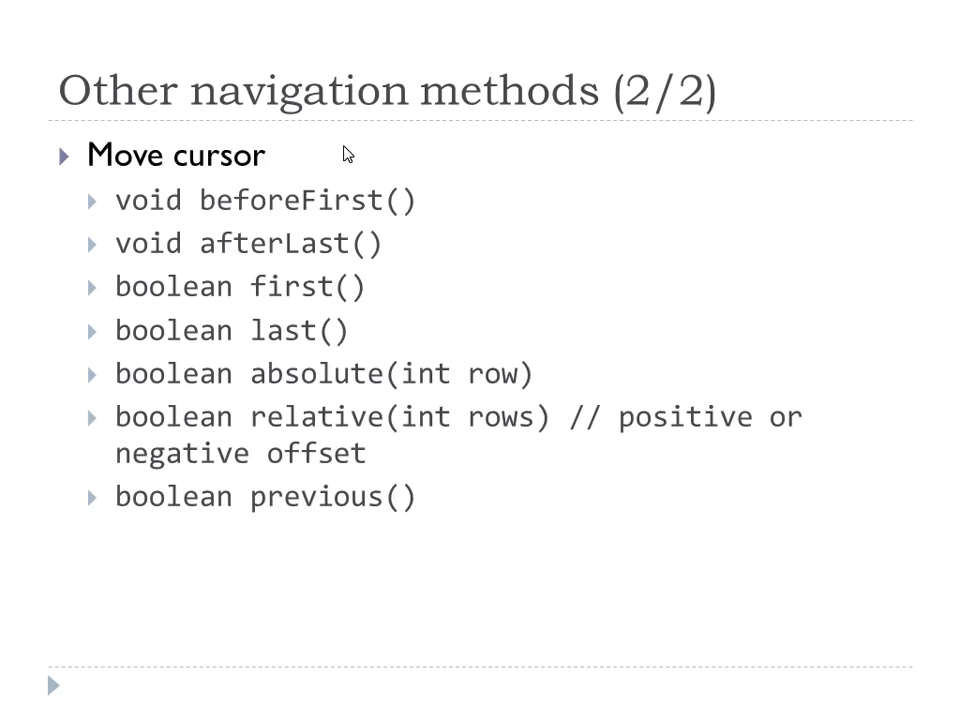 Other navigation methods (2/2)
Move cursor
void beforeFirst()
void afterLast()
boolean first()
boolean last()
boolean absolute(int row)
boolean relative(int rows) // positive or
negative offset
boolean previous()